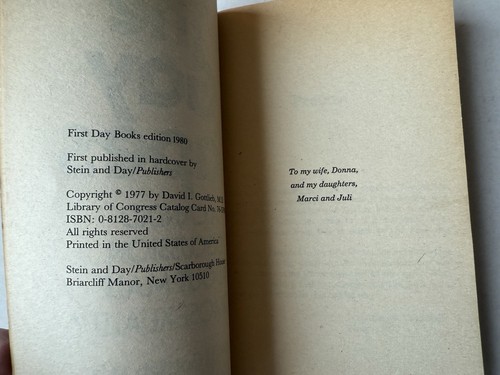 First Day Books edition 1980
First published in hardcover by
Stein and Day/Publishers
Copyright © 1977 by David I. Gottlieb,
Library of Congress Catalog Card No.
ISBN: 0-8128-7021-2
All rights reserved
Printed in the United States of America
Stein and Day/Publishers/Scarborough
Briarcliff Manor, New York 10510
To my wife, Donna,
and my daughters,
Marci and Juli